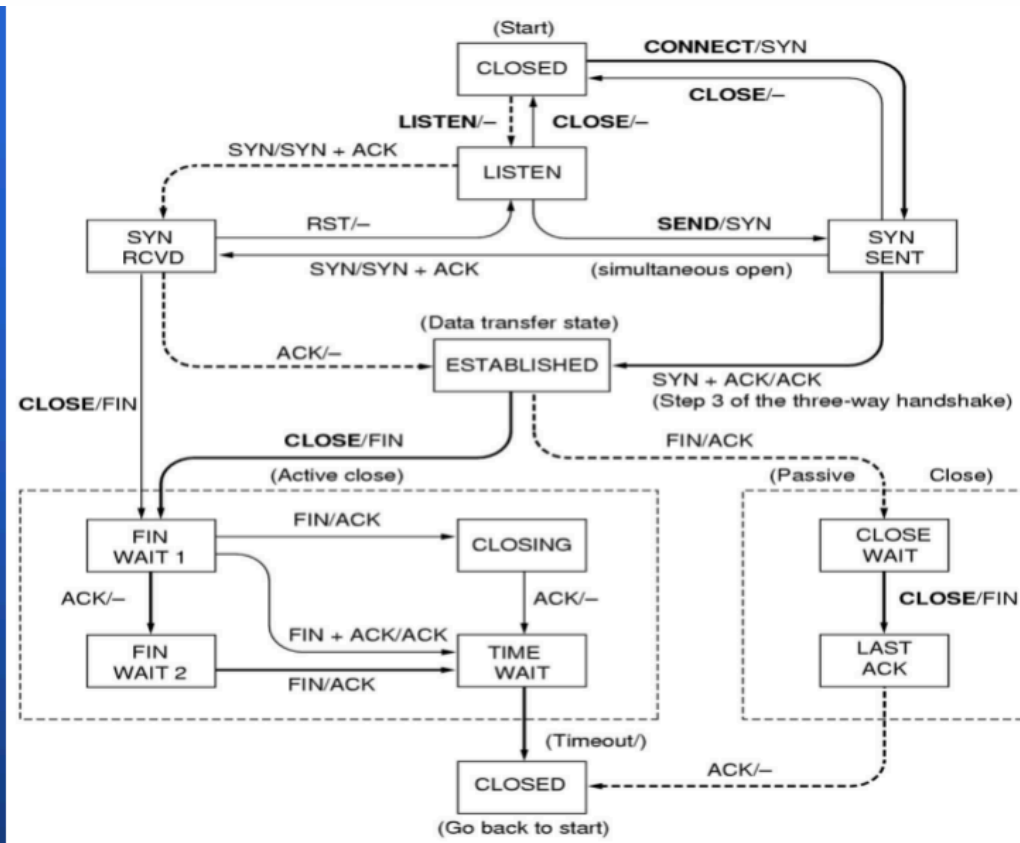 (Start)
CONNECT/SYN
CLOSED
CLOSE/–
LISTEN/– CLOSE/–
SYN/SYN + ACK
LISTEN
RST/–
SEND/SYN
SYN
RCVD
SYN
SENT
SYN/SYN + ACK
(simultaneous open)
(Data transfer state)
ACK/–
ESTABLISHED
SYN + ACK/ACK
(Step 3 of the three-way handshake)
CLOSE/FIN
CLOSE/FIN
FIN/ACK
(Active close)
(Passive Close)
FIN/ACK
FIN
WAIT 1
CLOSING
CLOSE
WAIT
ACK/–
ACK/–
CLOSE/FIN
FIN + ACK/ACK
FIN
WAIT 2
TIME
WAIT
LAST
ACK
FIN/ACK
(Timeout/)
ACK/–
CLOSED
(Go back to start)